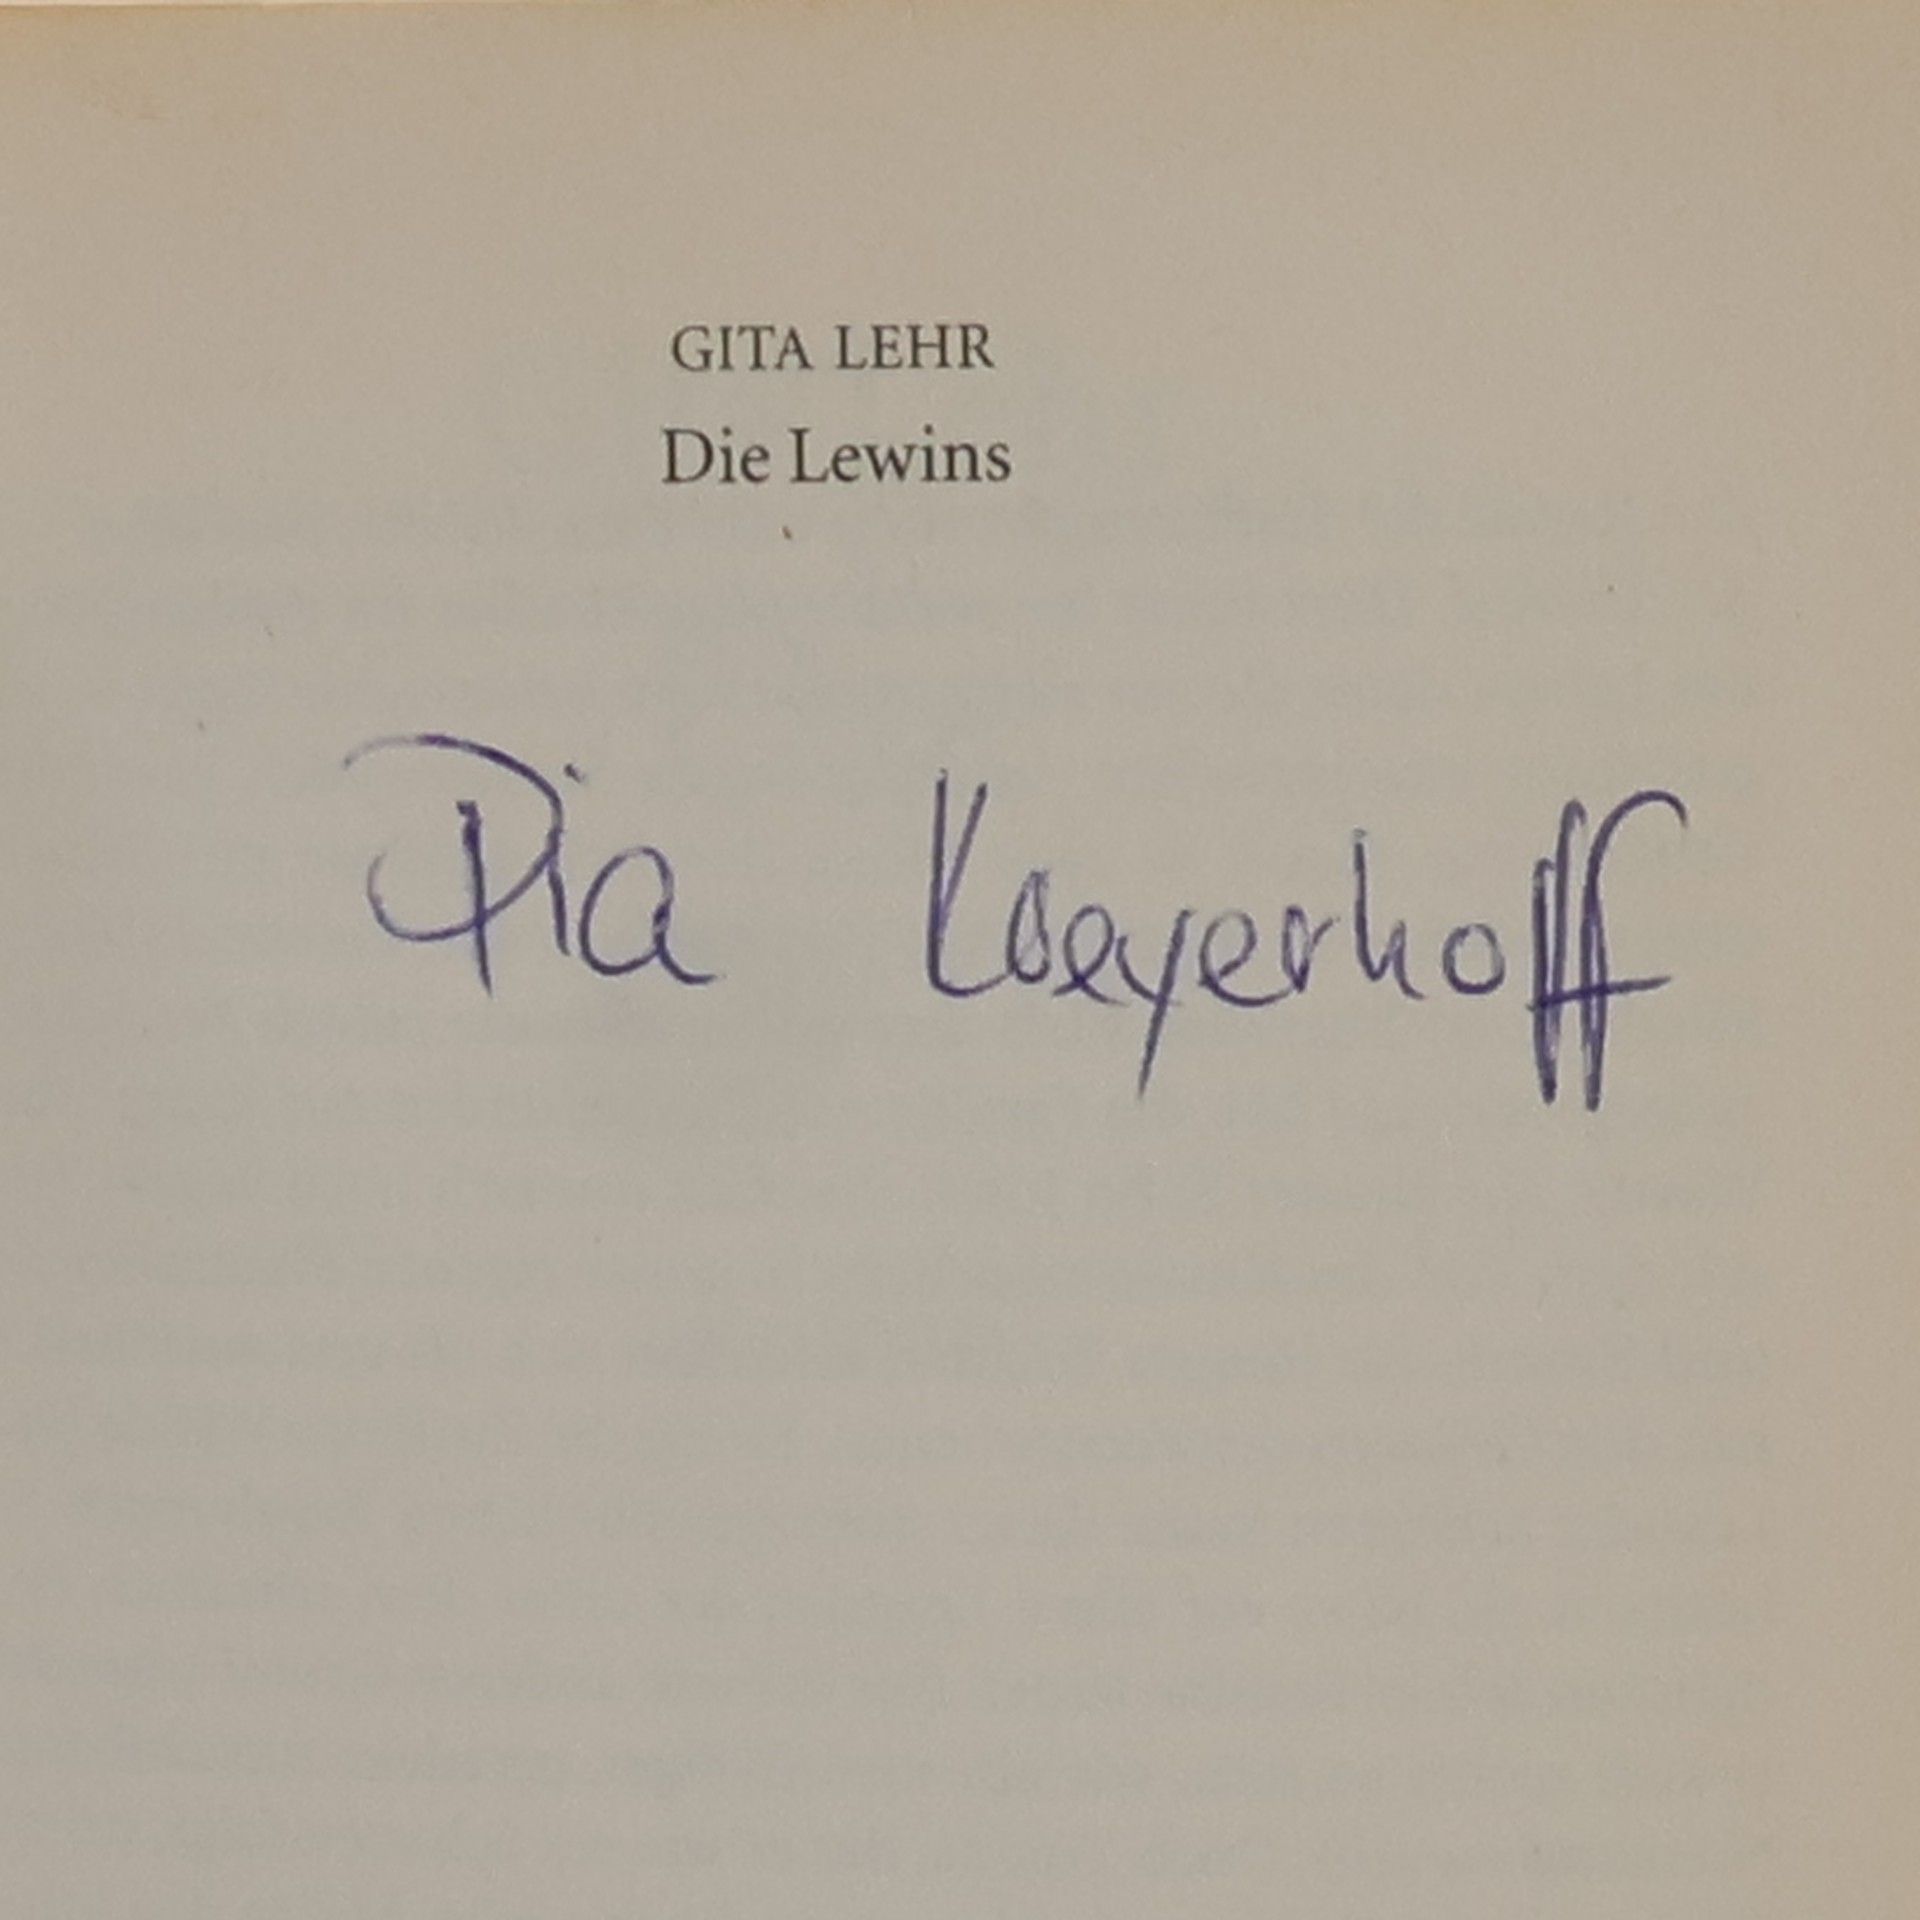 GITA LEHR
Die Lewins
Pia